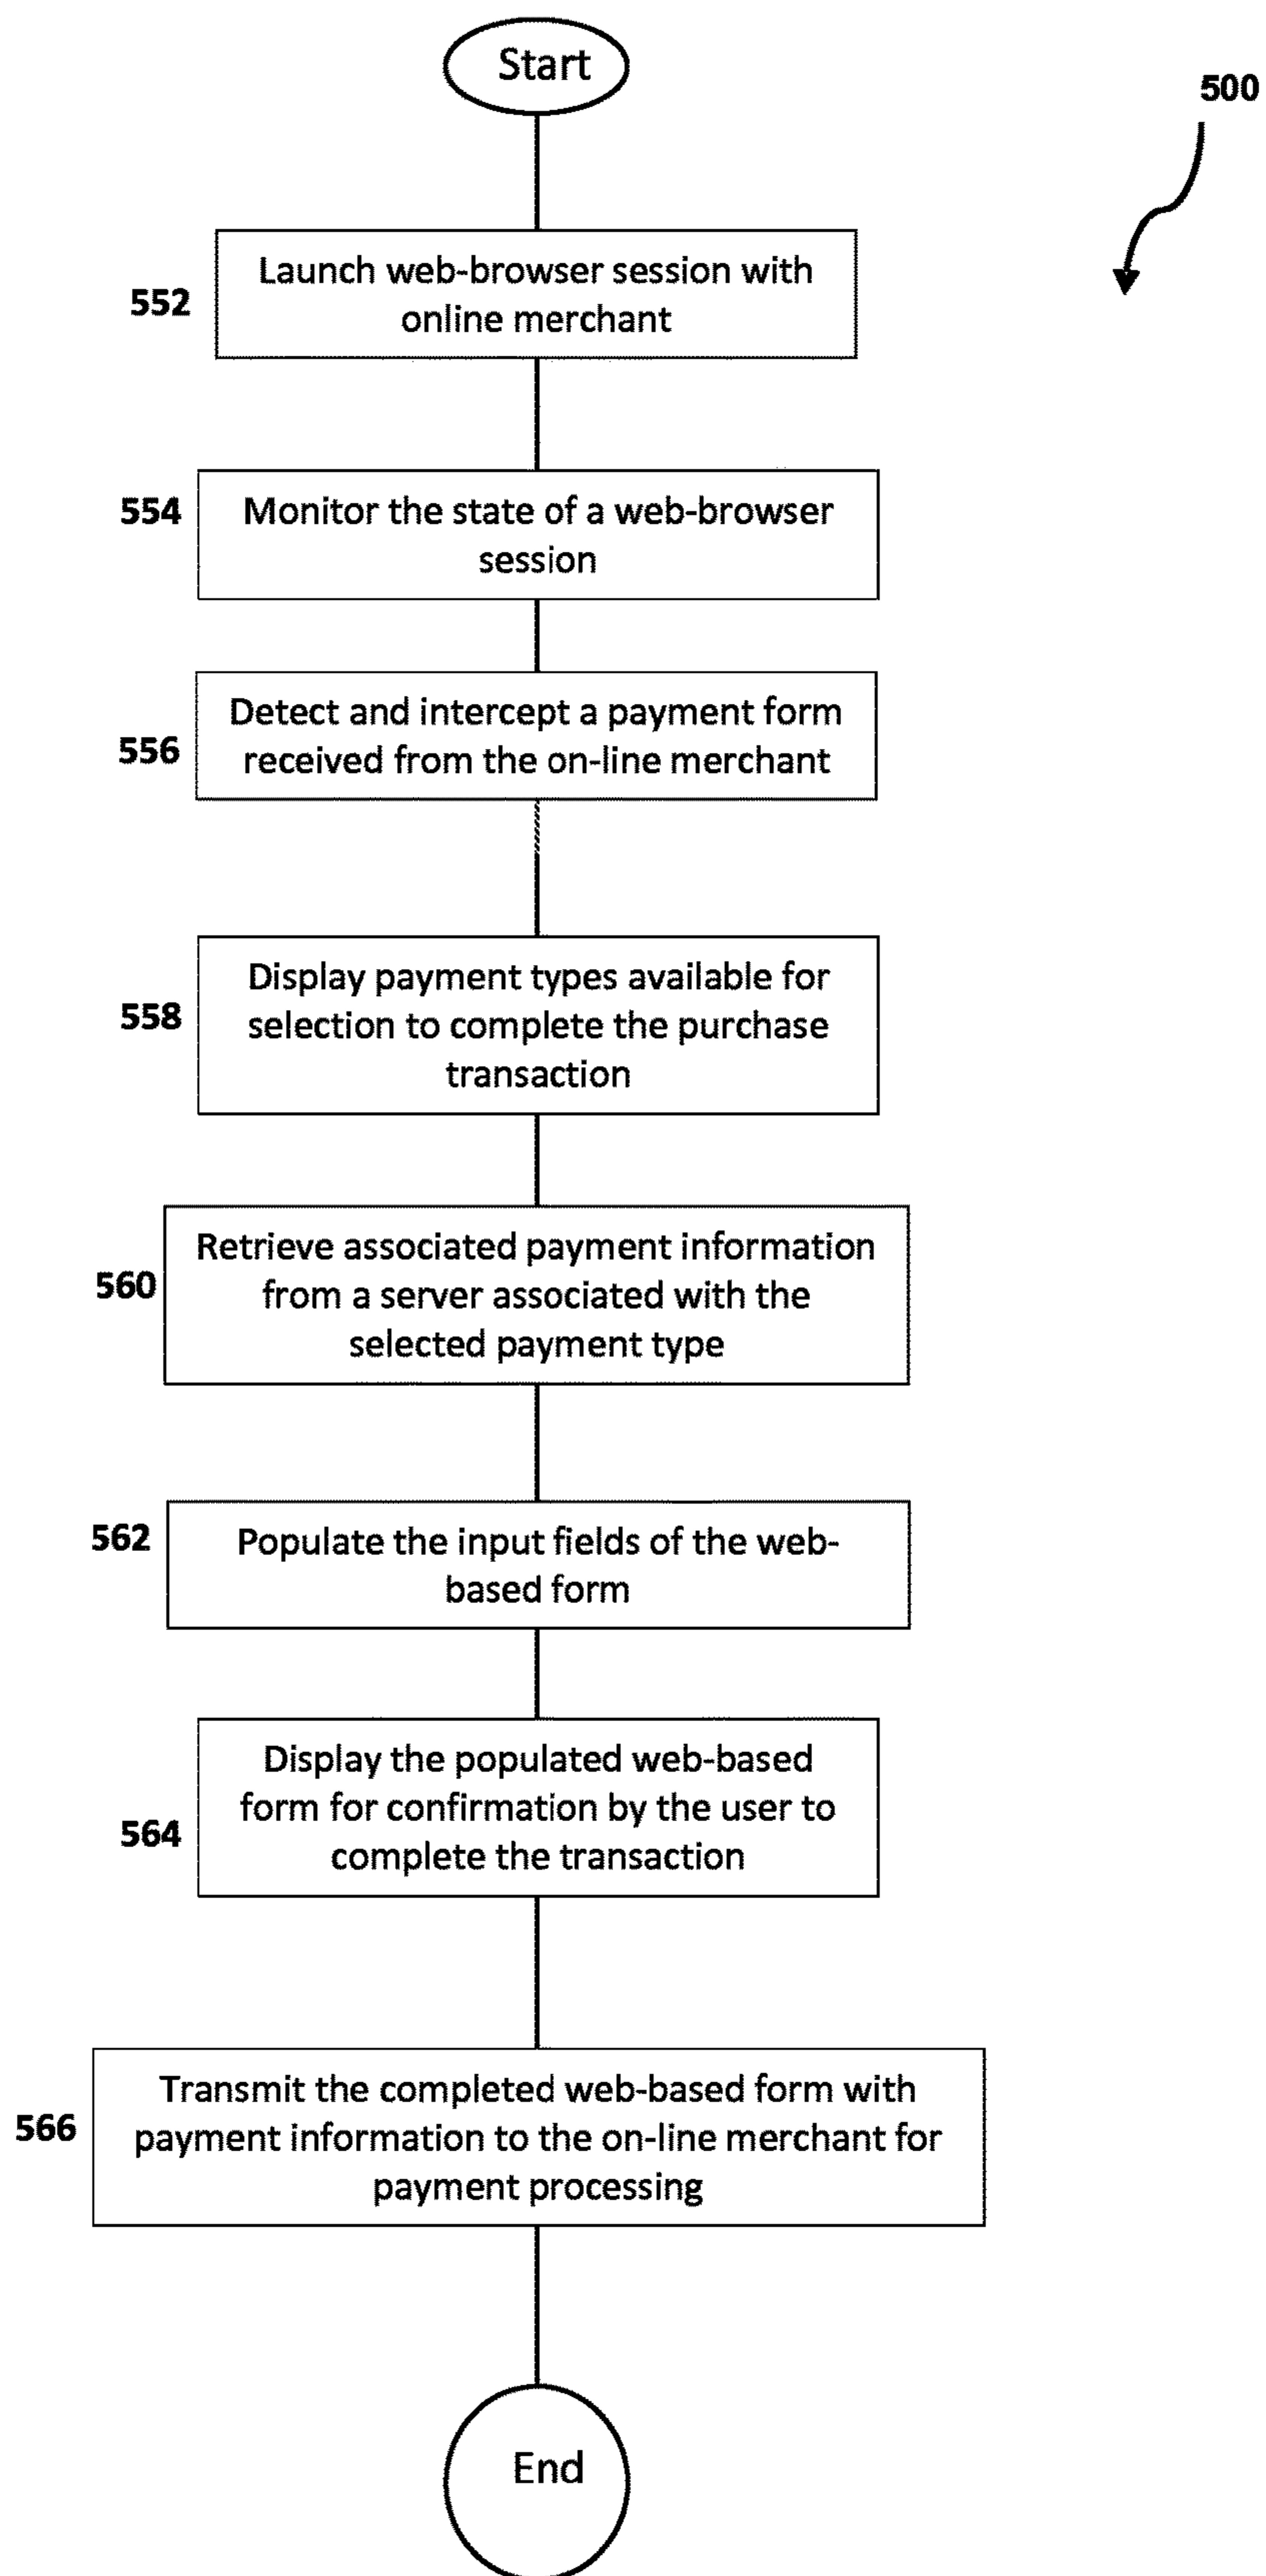 Start
500
552
Launch web-browser session with
online merchant
554
Monitor the state of a web-browser
session
556
Detect and intercept a payment form
received from the on-line merchant
558
Display payment types available for
selection to complete the purchase
transaction
560
Retrieve associated payment information
from a server associated with the
selected payment type
562
Populate the input fields of the web-
based form
564
Display the populated web-based
form for confirmation by the user to
complete the transaction
566
Transmit the completed web-based form with
payment information to the on-line merchant for
payment processing
End